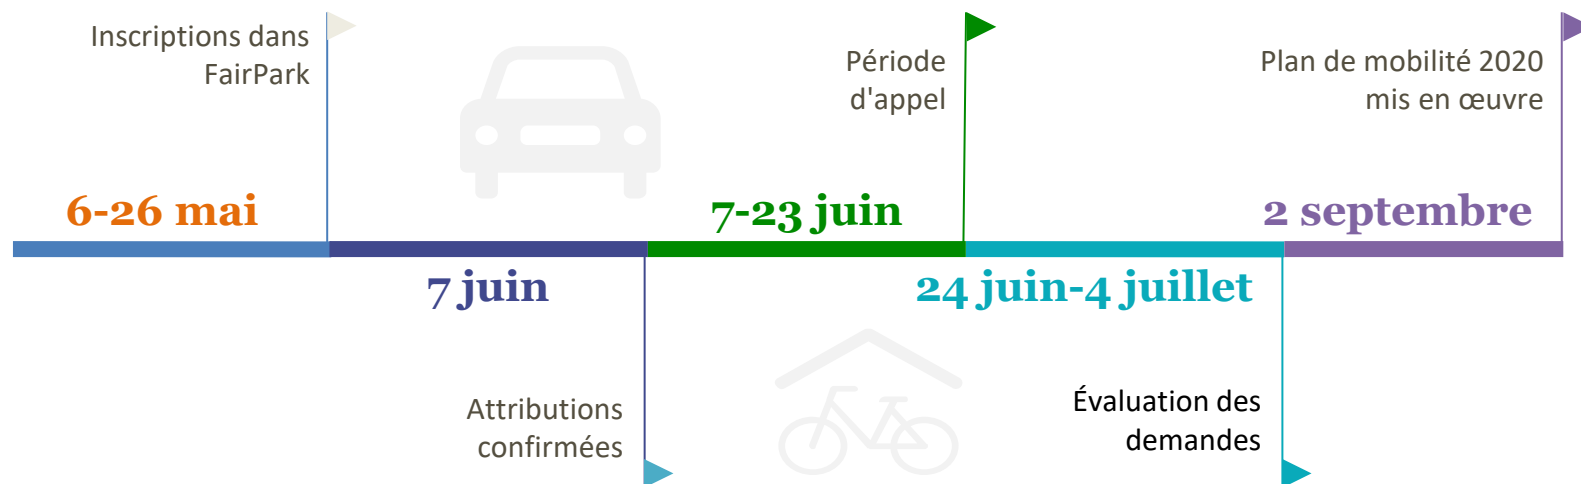 Inscriptions dans
FairPark
6-26 mai
7 juin
Attributions
confirmées
Période
d'appel
7-23 juin
24 juin-4 juillet
Évaluation des
demandes
Plan de mobilité 2020
mis en œuvre
2 septembre